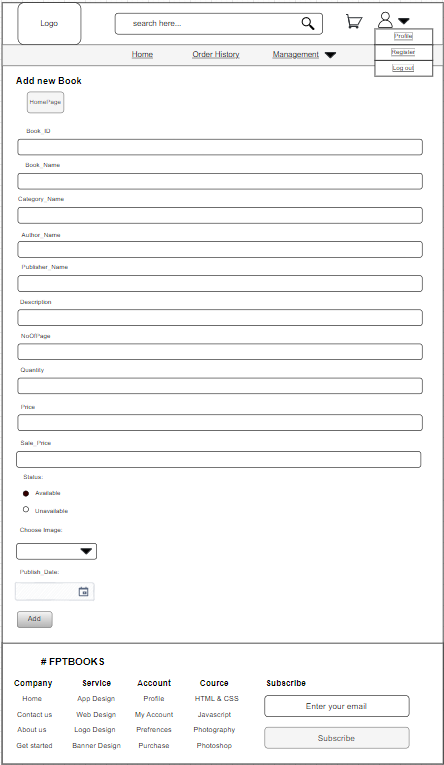 Logo
search here...
Profile
Register
Log out
Home Order History Management
Add new Book
HomePage
Book_ID
Book_Name
Category_Name
Author_Name
Publisher_Name
Description
NoOfPage
Quantity
Price
Sale_Price
Status:
Available
Unavailable
Choose Image:
Publish_Date:
Add
# FPTBOOKS
Company Service Account Cource Subscribe
Home App Design Profile HTML & CSS
Enter your email
Contact us Web Design My Account Javascript
About us Logo Design Prefrences Photography
Subscribe
Get started Banner Design Purchase Photoshop